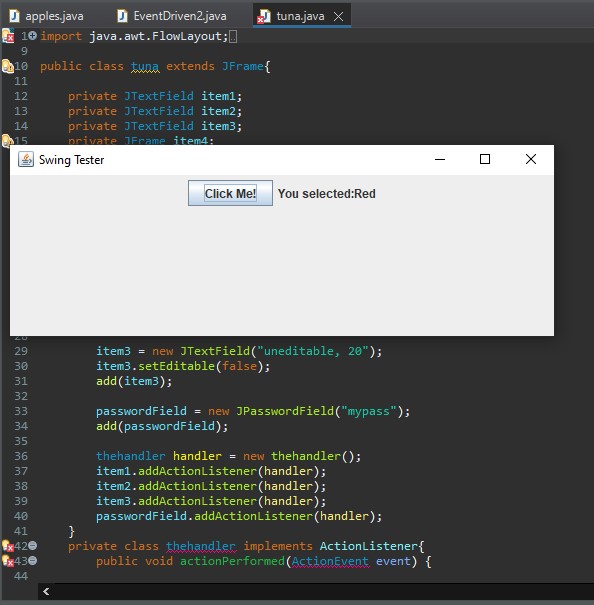 apples.java EventDriven2.java tuna.java
1 import java.awt.FlowLayout;
9
10 public class tuna extends JFrame{
11
12 private JTextField item1;
13 private JTextField item2;
14 private JTextField item3;
15 private JFrame item4;
Swing Tester
Click Me! You selected:Red
29 item3 = new JTextField("uneditable, 20");
30 item3.setEditable(false);
31 add(item3);
32
33 passwordField = new JPasswordField("mypass");
34 add(passwordField);
35
36 thehandler handler = new thehandler();
37 item1.addActionListener(handler);
38 item2.addActionListener(handler);
39 item3.addActionListener(handler);
40 passwordField.addActionListener(handler);
41 }
42 private class thehandler implements ActionListener{
43 public void actionPerformed(ActionEvent event) {
44